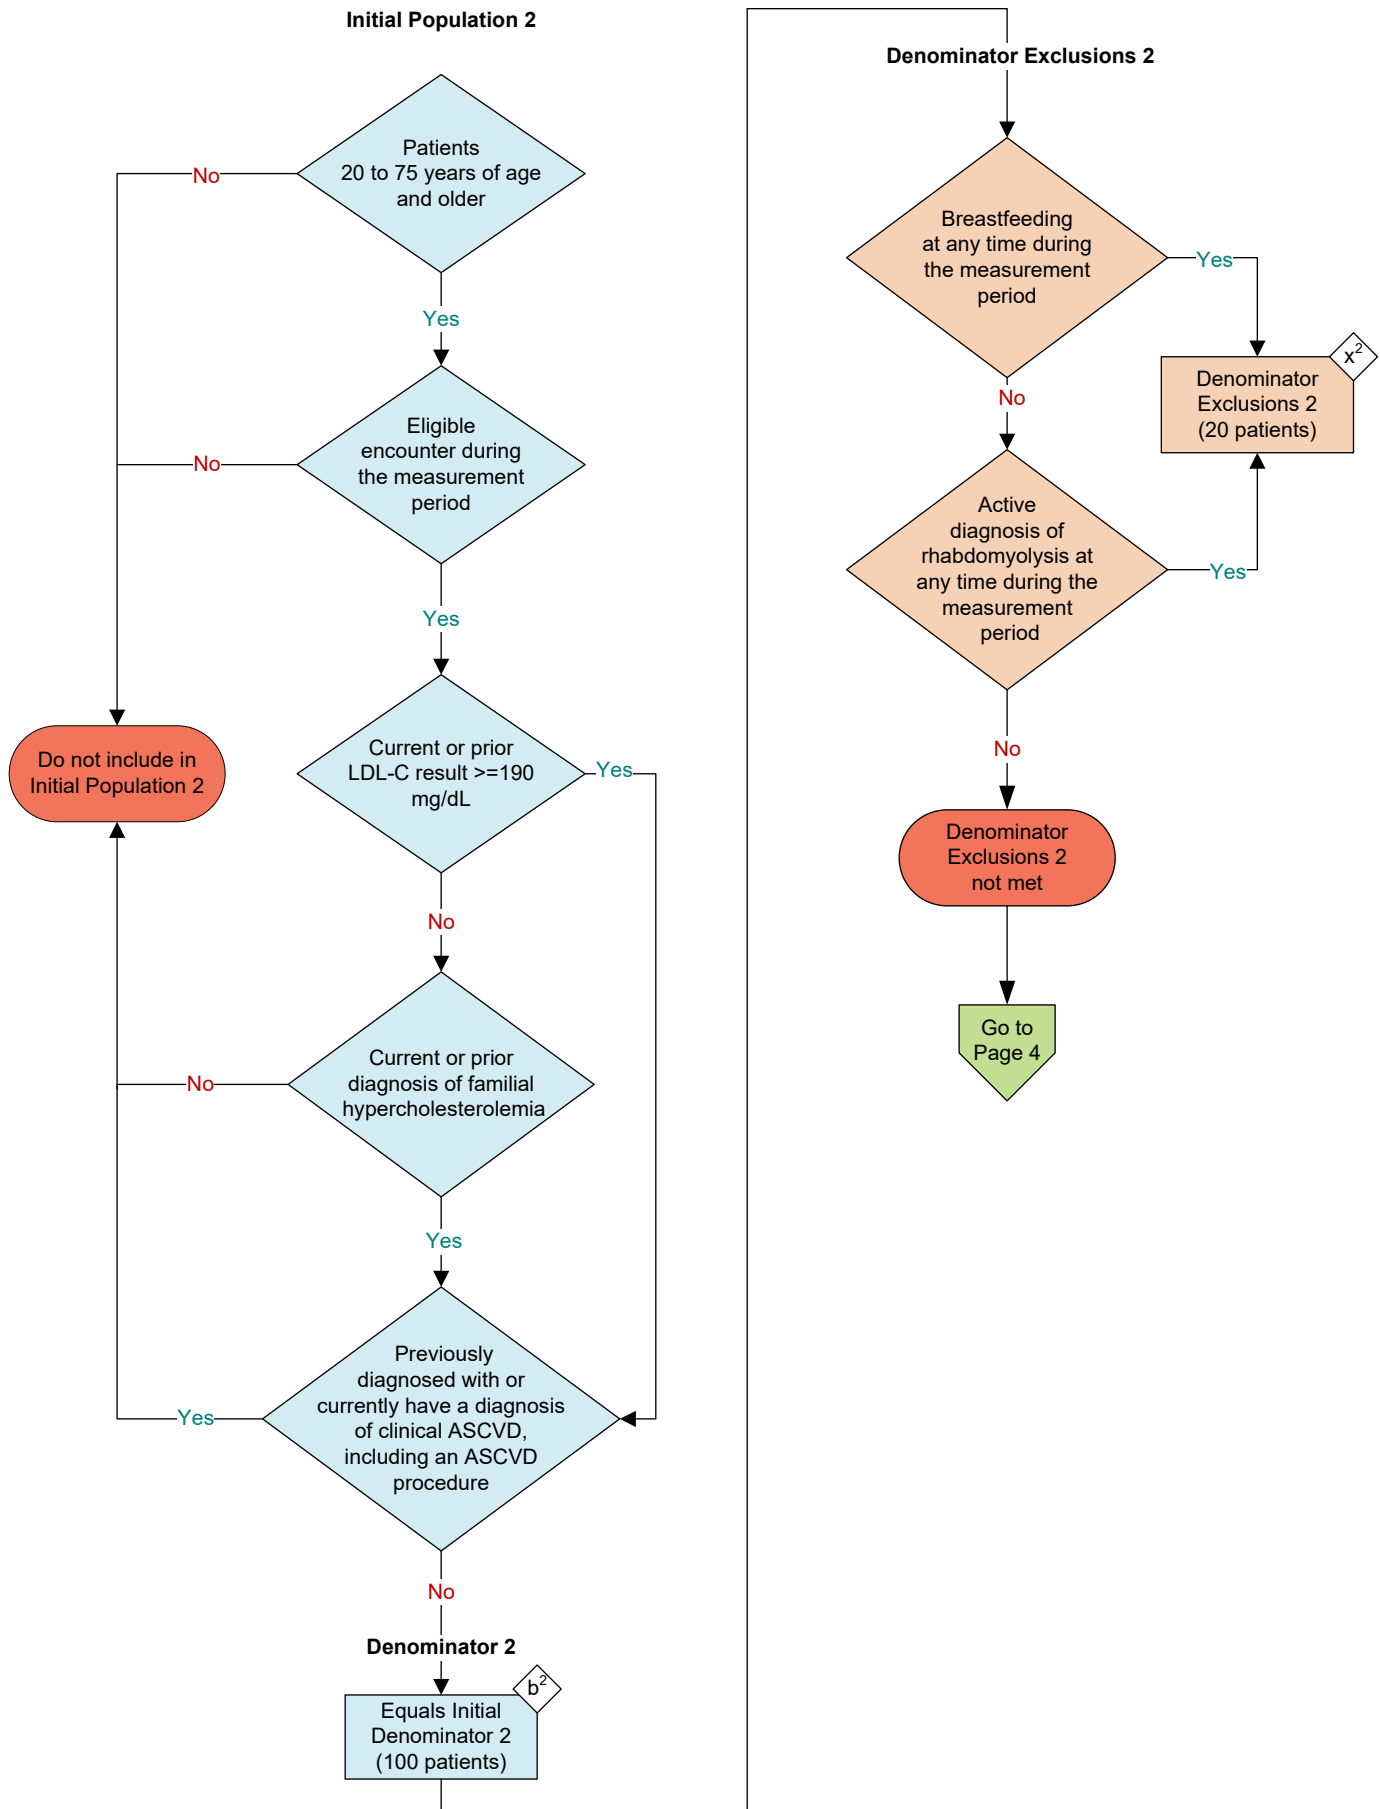 Initial Population 2
Patients
20 to 75 years of age
and older
No
Yes
Eligible
encounter during
the measurement
period
No
Yes
Current or prior
LDL-C result >=190
mg/dL
Yes
Do not include in
Initial Population 2
No
Current or prior
diagnosis of familial
hypercholesterolemia
No
Yes
Previously
diagnosed with or
currently have a diagnosis
of clinical ASCVD,
including an ASCVD
procedure
Yes
No
Denominator 2
b²
Equals Initial
Denominator 2
(100 patients)
Denominator Exclusions 2
Breastfeeding
at any time during
the measurement
period
Yes
x²
Denominator
Exclusions 2
(20 patients)
No
Active
diagnosis of
rhabdomyolysis at
any time during the
measurement
period
Yes
No
Denominator
Exclusions 2
not met
Go to
Page 4